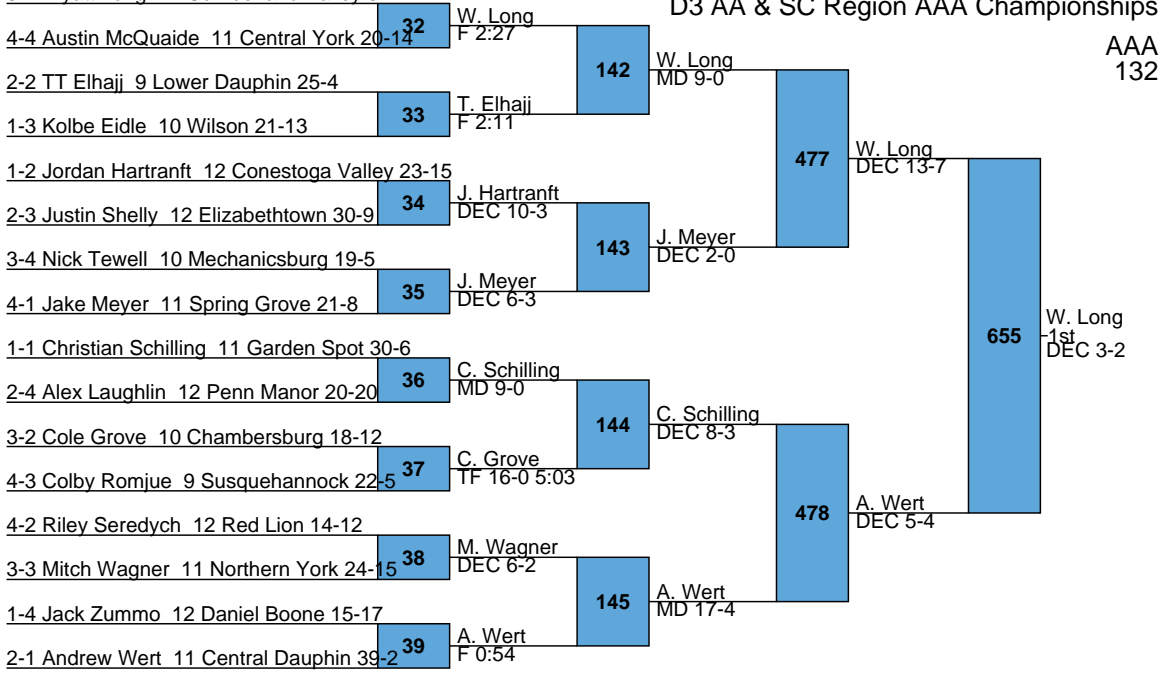 D3 AA & SC Region AAA Championships
AAA
132
32
W. Long
F 2:27
4-4 Austin McQuaide 11 Central York 20-14
142
W. Long
MD 9-0
2-2 TT Elhajj 9 Lower Dauphin 25-4
33
T. Elhajj
F 2:11
1-3 Kolbe Eidle 10 Wilson 21-13
477
W. Long
DEC 13-7
1-2 Jordan Hartranft 12 Conestoga Valley 23-15
34
J. Hartranft
DEC 10-3
2-3 Justin Shelly 12 Elizabethtown 30-9
143
J. Meyer
DEC 2-0
3-4 Nick Tewell 10 Mechanicsburg 19-5
35
J. Meyer
DEC 6-3
4-1 Jake Meyer 11 Spring Grove 21-8
655
W. Long
1st
DEC 3-2
1-1 Christian Schilling 11 Garden Spot 30-6
36
C. Schilling
MD 9-0
2-4 Alex Laughlin 12 Penn Manor 20-20
144
C. Schilling
DEC 8-3
3-2 Cole Grove 10 Chambersburg 18-12
37
C. Grove
TF 16-0 5:03
4-3 Colby Romjue 9 Susquehannock 22-5
478
A. Wert
DEC 5-4
4-2 Riley Seredych 12 Red Lion 14-12
38
M. Wagner
DEC 6-2
3-3 Mitch Wagner 11 Northern York 24-15
145
A. Wert
MD 17-4
1-4 Jack Zummo 12 Daniel Boone 15-17
39
A. Wert
F 0:54
2-1 Andrew Wert 11 Central Dauphin 39-2